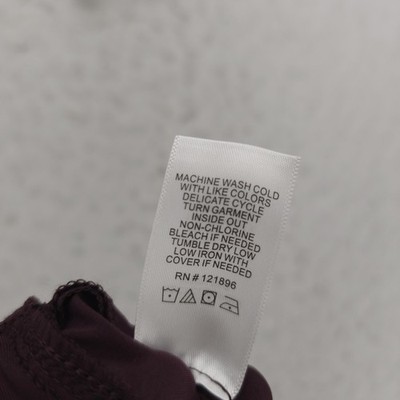 MACHINE WASH COLD
WITH LIKE COLORS
DELICATE CYCLE
TURN GARMENT
INSIDE OUT
NON-CHLORINE
BLEACH IF NEEDED
TUMBLE DRY LOW
LOW IRON WITH
COVER IF NEEDED
RN # 121896